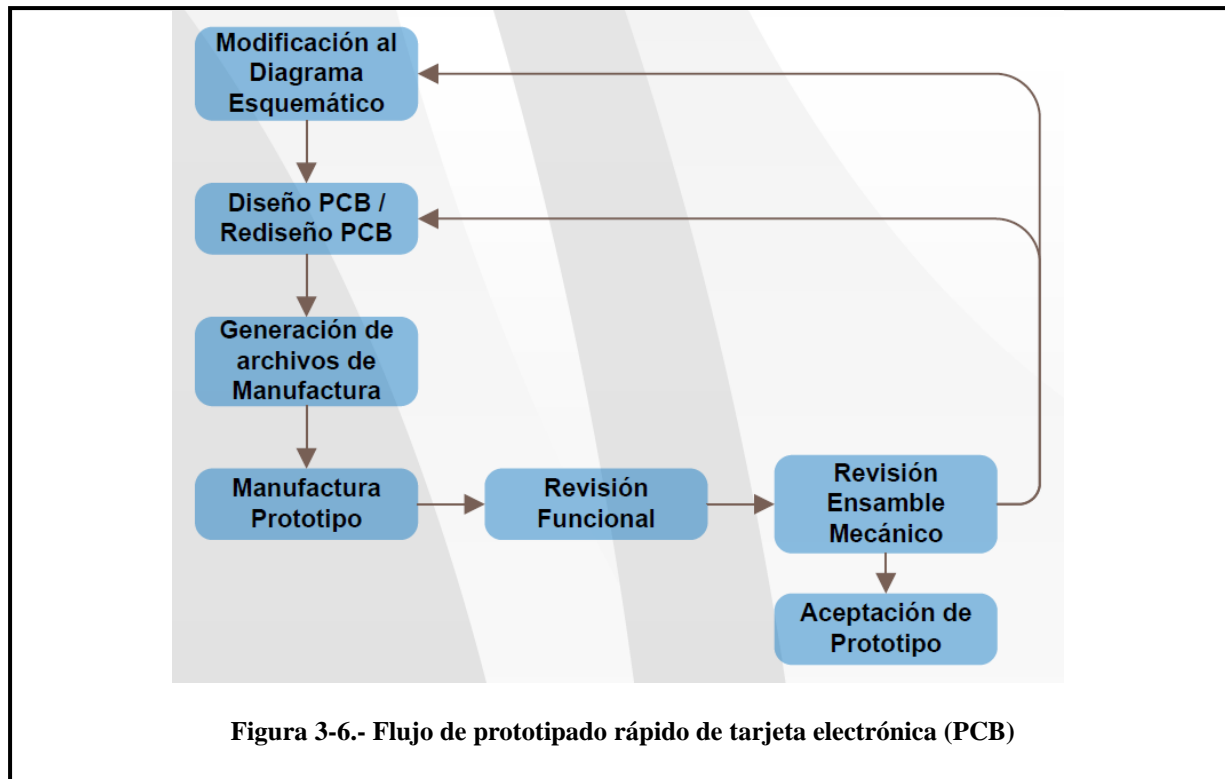 Modificación al
Diagrama
Esquemático
Diseño PCB /
Rediseño PCB
Generación de
archivos de
Manufactura
Manufactura
Prototipo
Revisión
Funcional
Revisión
Ensamble
Mecánico
Aceptación de
Prototipo
Figura 3-6.- Flujo de prototipado rápido de tarjeta electrónica (PCB)